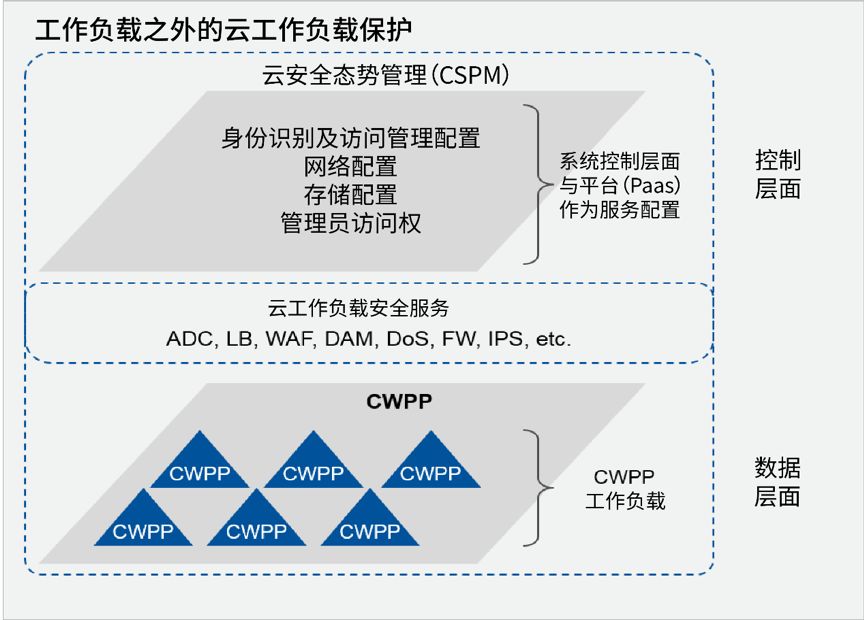 工作负载之外的云工作负载保护
云安全态势管理(CSPM)
身份识别及访问管理配置
网络配置
存储配置
管理员访问权
系统控制层面
与平台(Paas)
作为服务配置
控制
层面
云工作负载安全服务
ADC, LB, WAF, DAM, DoS, FW, IPS, etc.
CWPP
CWPP
CWPP
CWPP
CWPP
CWPP
CWPP
CWPP
工作负载
数据
层面